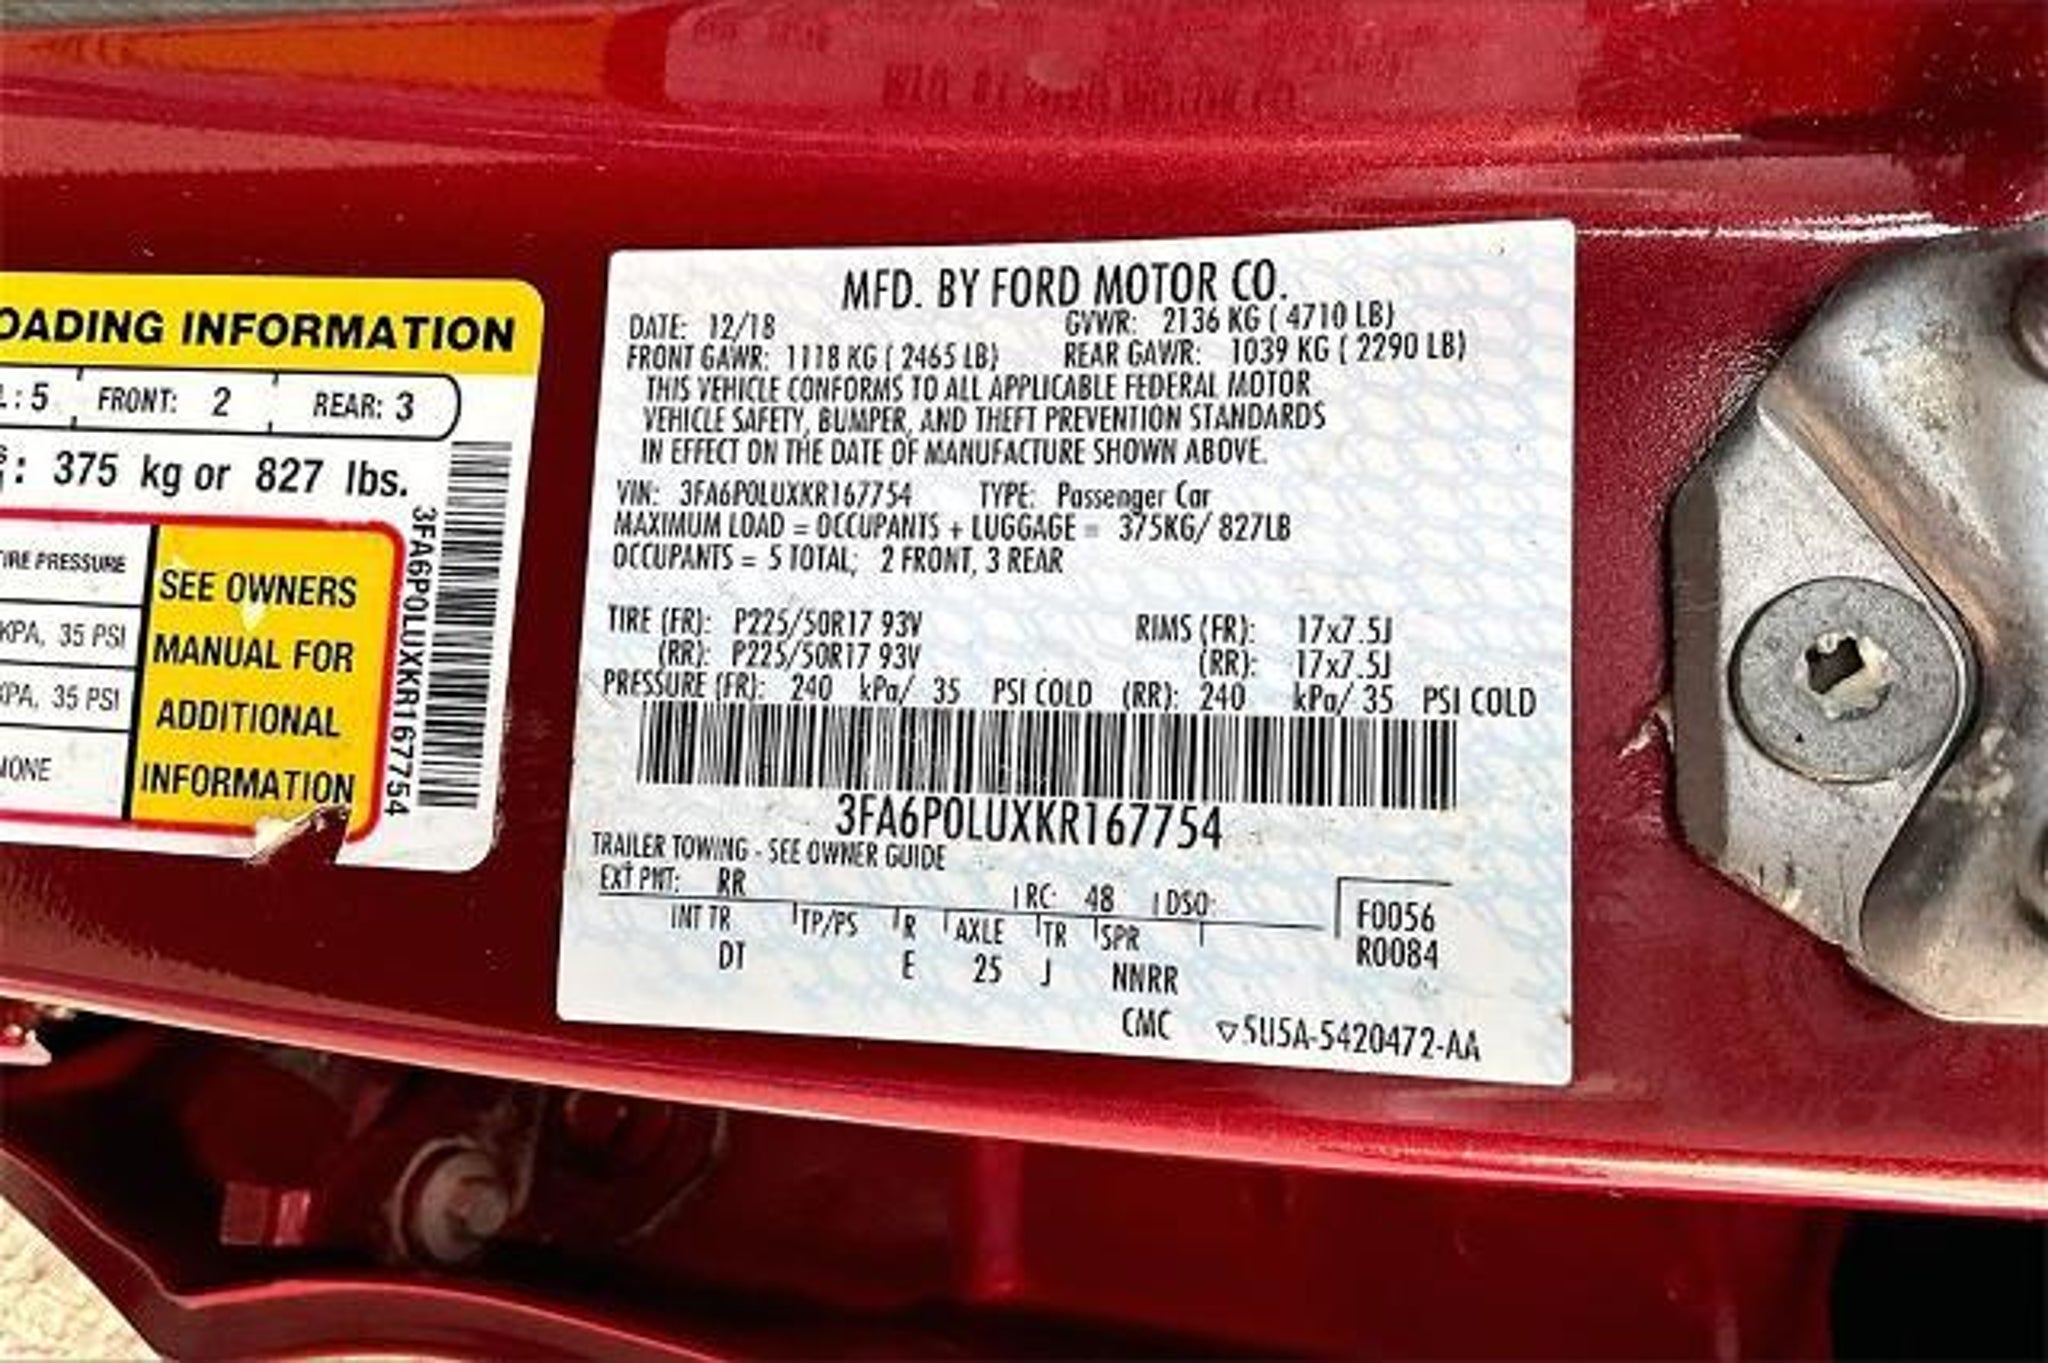 OADING INFORMATION
L: 5 FRONT: 2 REAR: 3
: 375 kg or 827 lbs.
TIRE PRESSURE
KPA, 35 PSI
KPA, 35 PSI
NONE
SEE OWNERS
MANUAL FOR
ADDITIONAL
INFORMATION
3FA6P0LUXKR167754
MFD. BY FORD MOTOR CO.
DATE: 12/18 GVWR: 2136 KG ( 4710 LB)
FRONT GAWR: 1118 KG ( 2465 LB) REAR GAWR: 1039 KG ( 2290 LB)
THIS VEHICLE CONFORMS TO ALL APPLICABLE FEDERAL MOTOR
VEHICLE SAFETY, BUMPER, AND THEFT PREVENTION STANDARDS
IN EFFECT ON THE DATE OF MANUFACTURE SHOWN ABOVE.
VIN: 3FA6P0LUXKR167754 TYPE: Passenger Car
MAXIMUM LOAD = OCCUPANTS + LUGGAGE = 375KG/ 827LB
OCCUPANTS = 5 TOTAL; 2 FRONT, 3 REAR
TIRE (FR): P225/50R17 93V RIMS (FR): 17x7.5J
(RR): P225/50R17 93V (RR): 17x7.5J
PRESSURE (FR): 240 kPa/ 35 PSI COLD (RR): 240 kPa/ 35 PSI COLD
3FA6P0LUXKR167754
TRAILER TOWING - SEE OWNER GUIDE
EXT PNT: RR RC: 48 DSO:
INT TR TP/PS R AXLE TR SPR
DT E 25 J NNRR
F0056
R0084
CMC ▽5U5A-5420472-AA